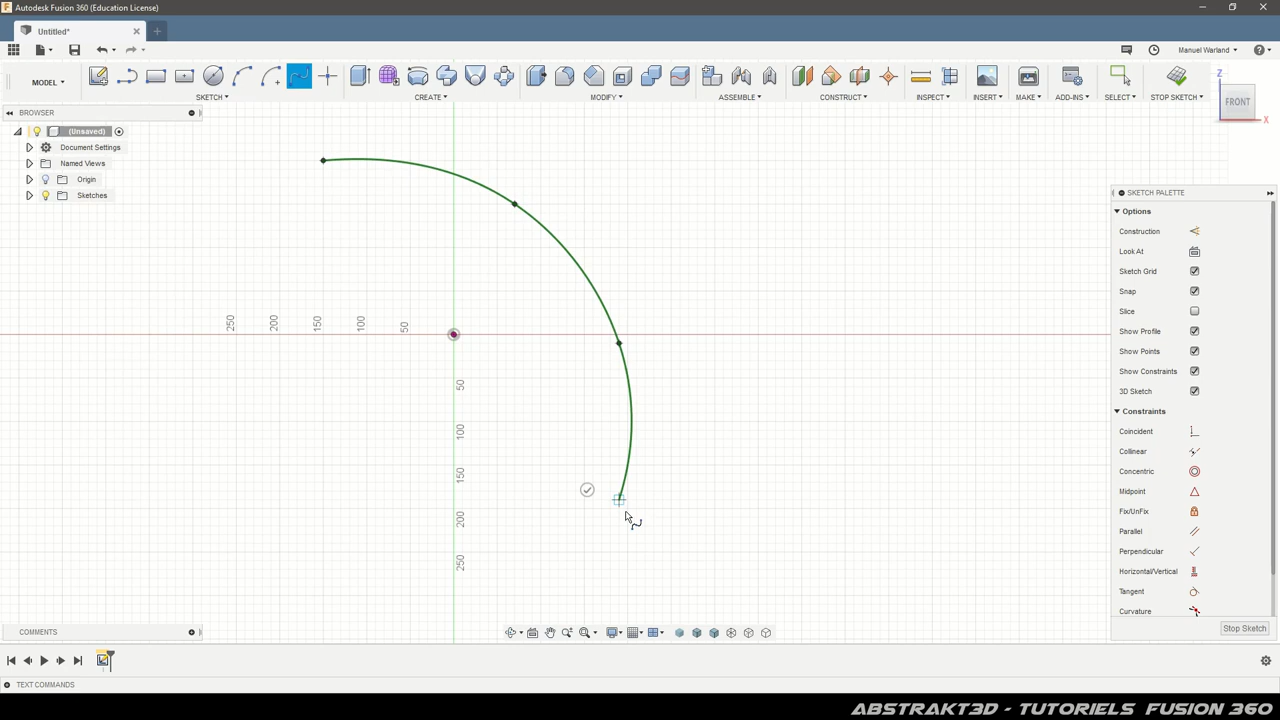 Autodesk Fusion 360 (Education License)
Untitled*
Manuel Warland
MODEL
SKETCH
CREATE
MODIFY
ASSEMBLE
CONSTRUCT
INSPECT
INSERT
MAKE
ADD-INS
SELECT
STOP SKETCH
Z
FRONT
X
BROWSER
(Unsaved)
Document Settings
Named Views
Origin
Sketches
250
200
150
100
50
50
100
150
200
250
SKETCH PALETTE
Options
Construction
Look At
Sketch Grid
Snap
Slice
Show Profile
Show Points
Show Constraints
3D Sketch
Constraints
Coincident
Collinear
Concentric
Midpoint
Fix/UnFix
Parallel
Perpendicular
Horizontal/Vertical
Tangent
Curvature
Stop Sketch
COMMENTS
TEXT COMMANDS
ABSTRAKT3D - TUTORIELS FUSION 360